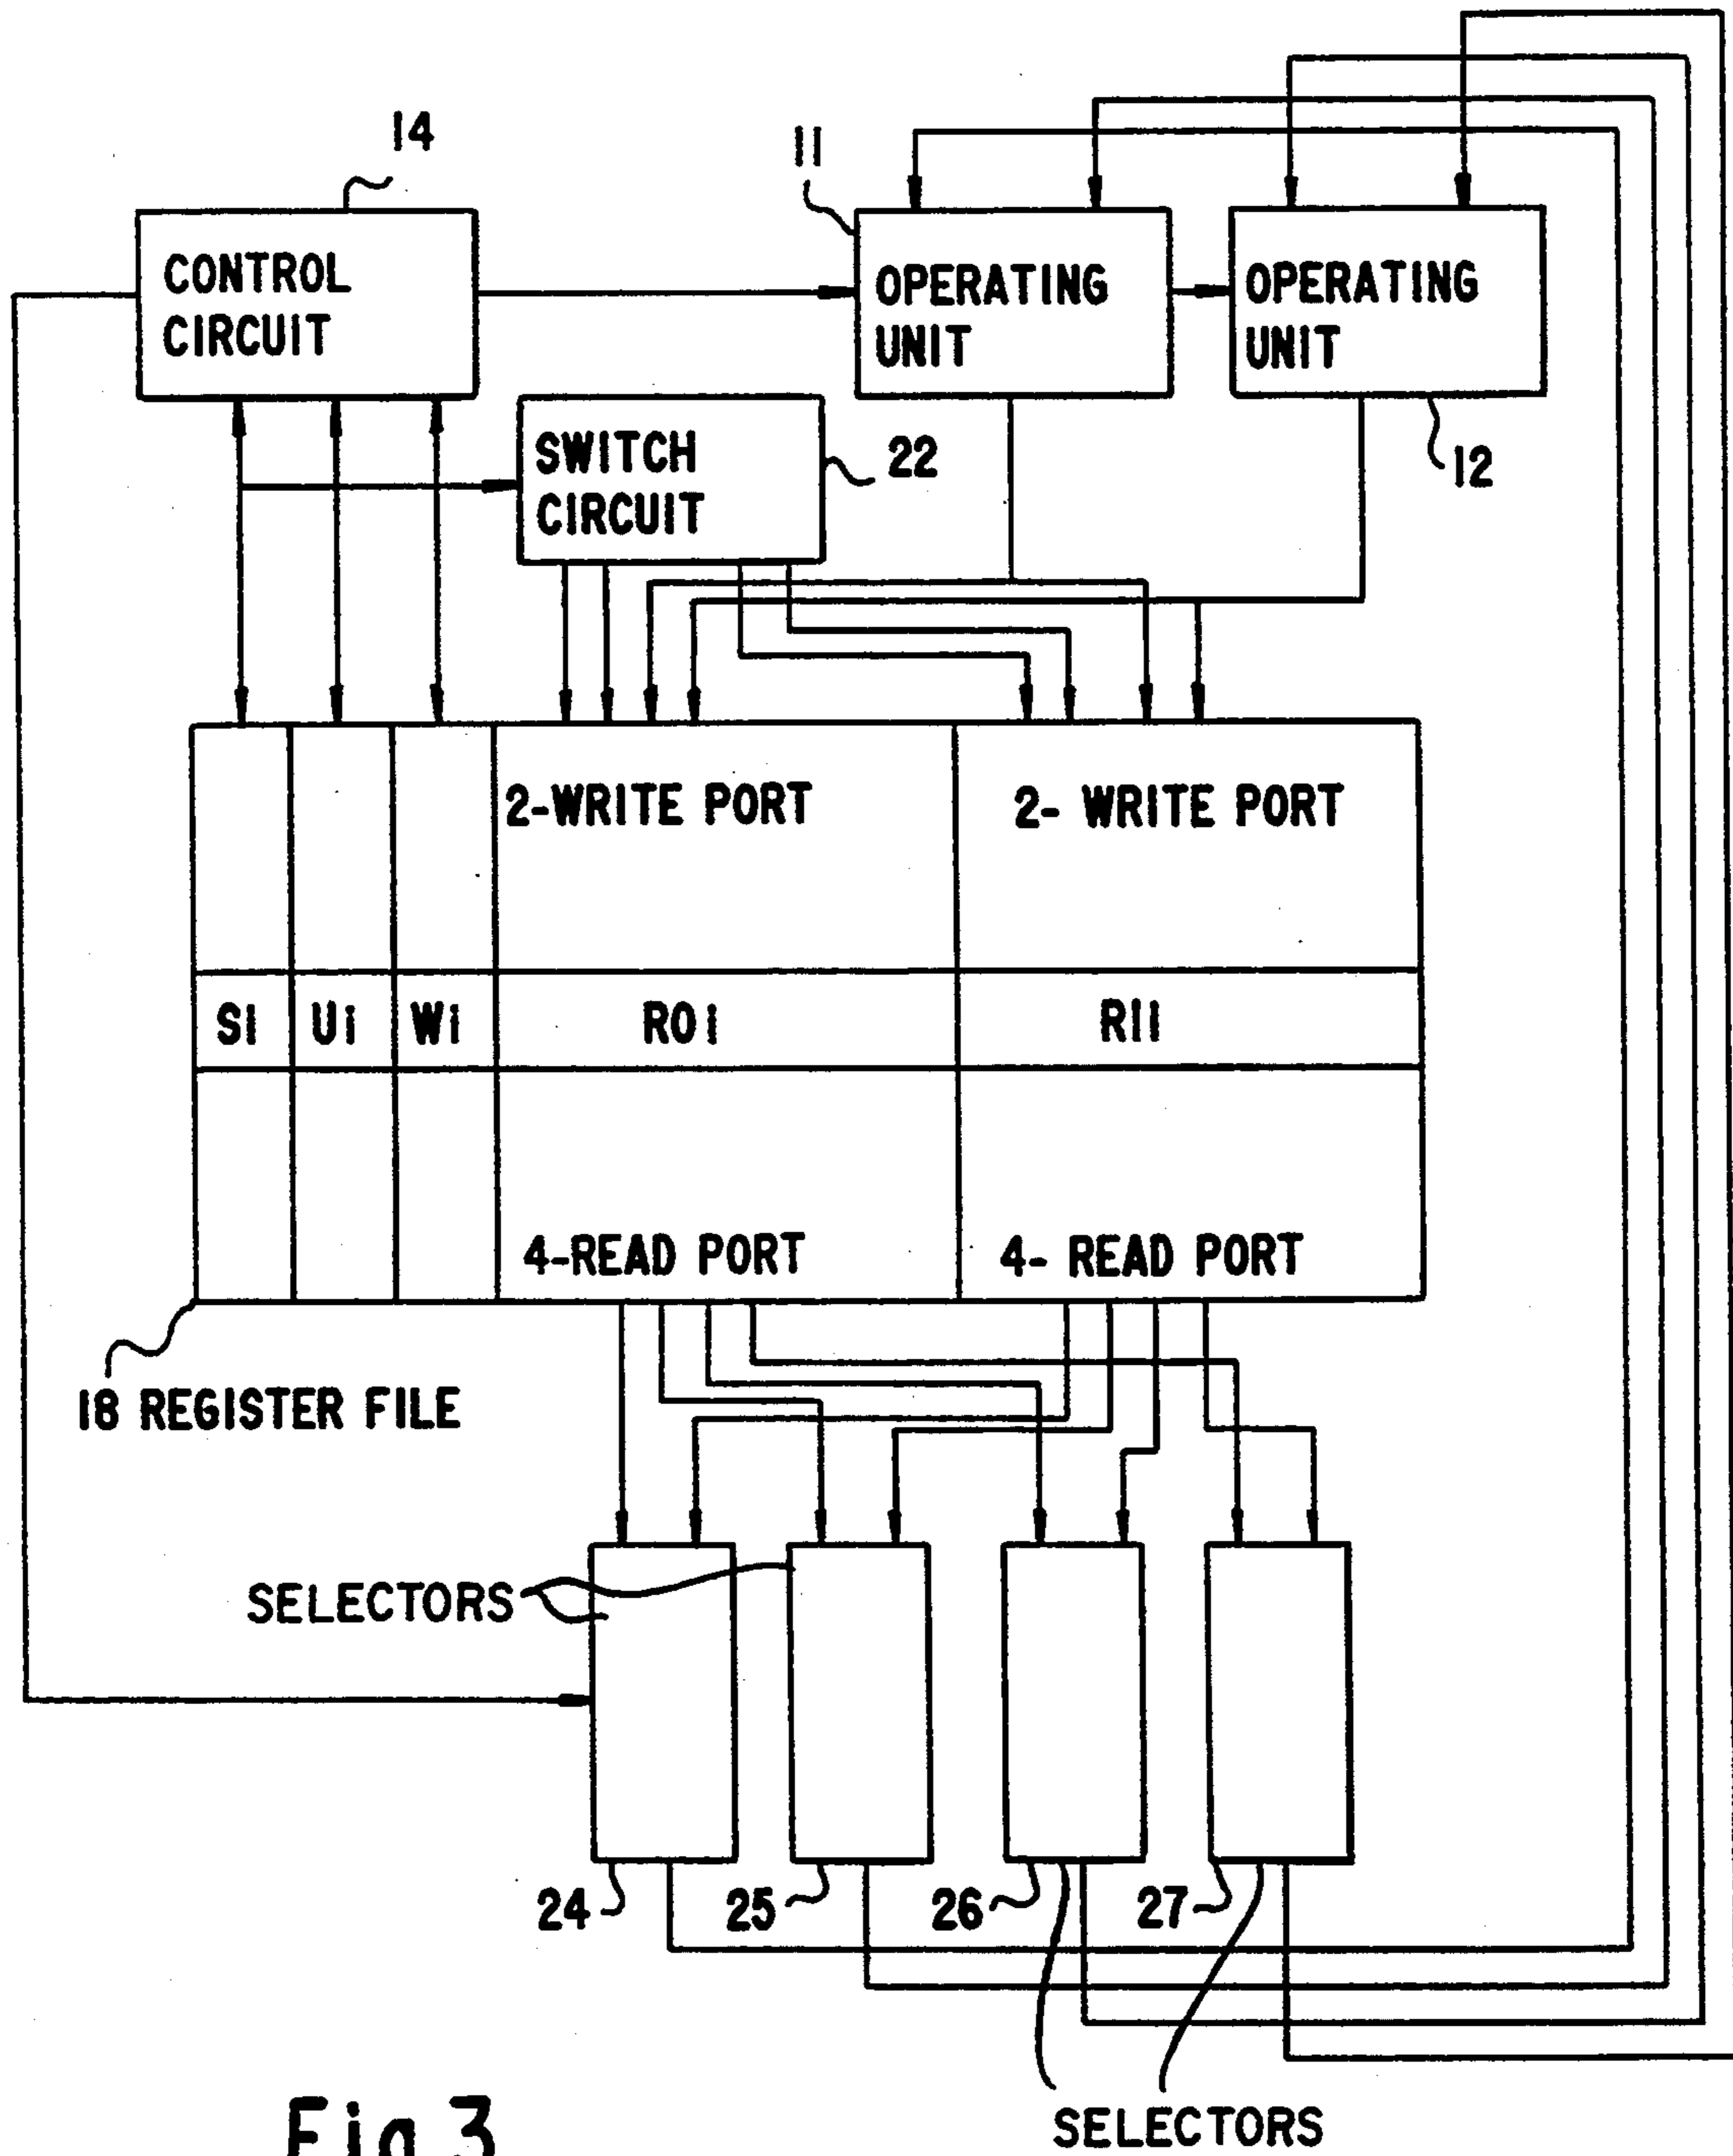 14
11
CONTROL
CIRCUIT
OPERATING
UNIT
OPERATING
UNIT
SWITCH
CIRCUIT
22
12
2-WRITE PORT
2- WRITE PORT
Si
Ui
Wi
R0i
R1i
4-READ PORT
4- READ PORT
18 REGISTER FILE
SELECTORS
24
25
26
27
SELECTORS
Fig.3